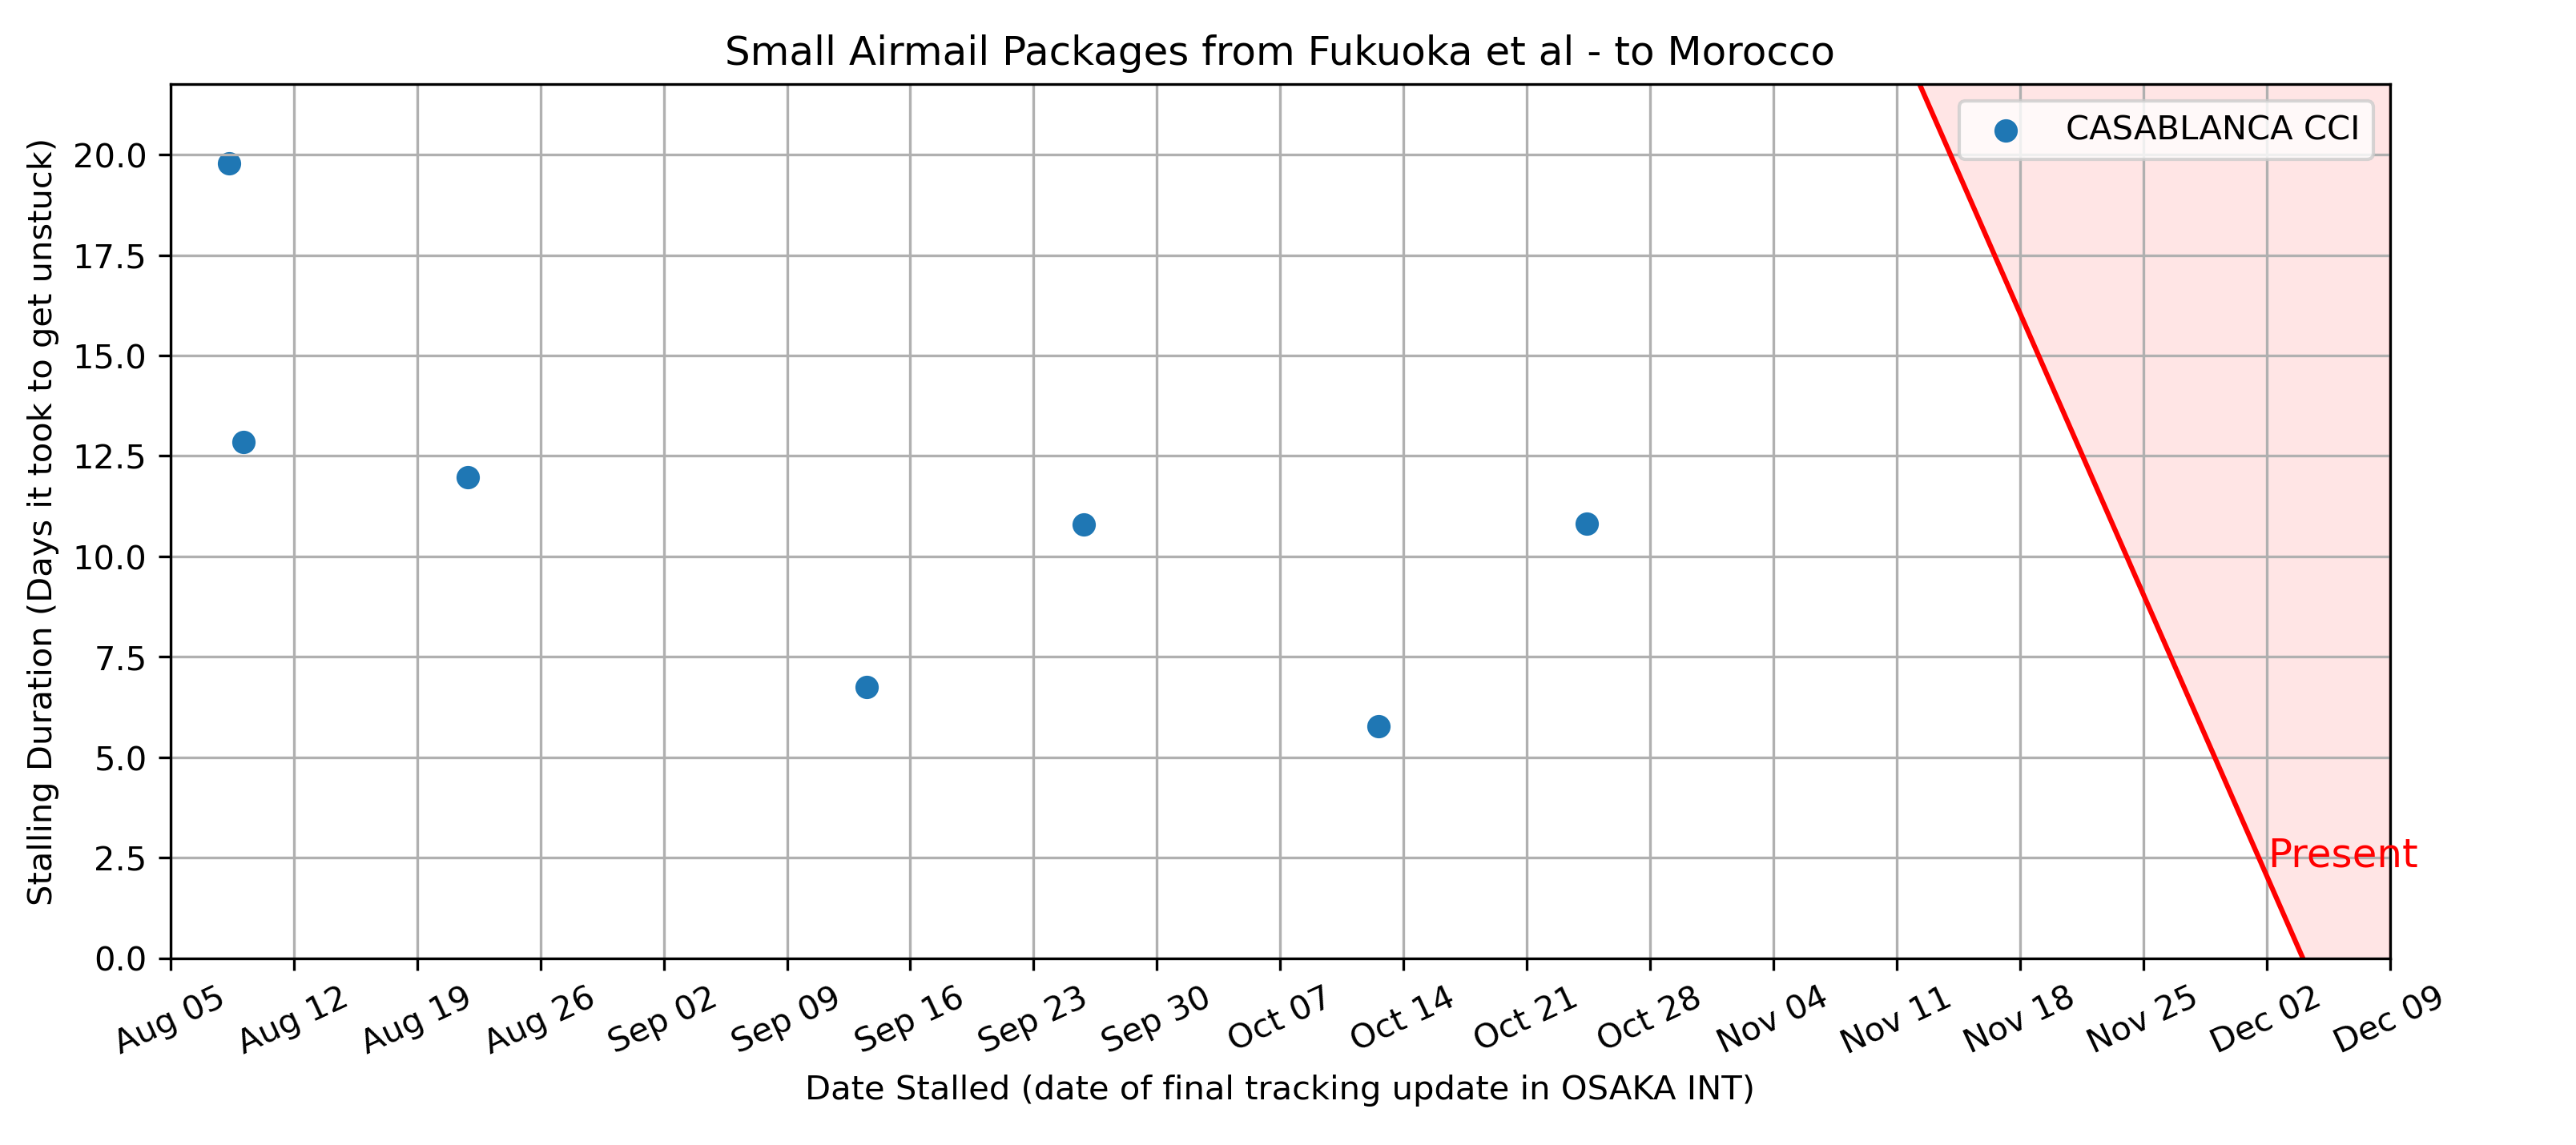 Small Airmail Packages from Fukuoka et al - to Morocco
CASABLANCA CCI
Stalling Duration (Days it took to get unstuck)
20.0
17.5
15.0
12.5
10.0
7.5
5.0
2.5
0.0
Present
Aug 05
Aug 12
Aug 19
Aug 26
Sep 02
Sep 09
Sep 16
Sep 23
Sep 30
Oct 07
Oct 14
Oct 21
Oct 28
Nov 04
Nov 11
Nov 18
Nov 25
Dec 02
Dec 09
Date Stalled (date of final tracking update in OSAKA INT)